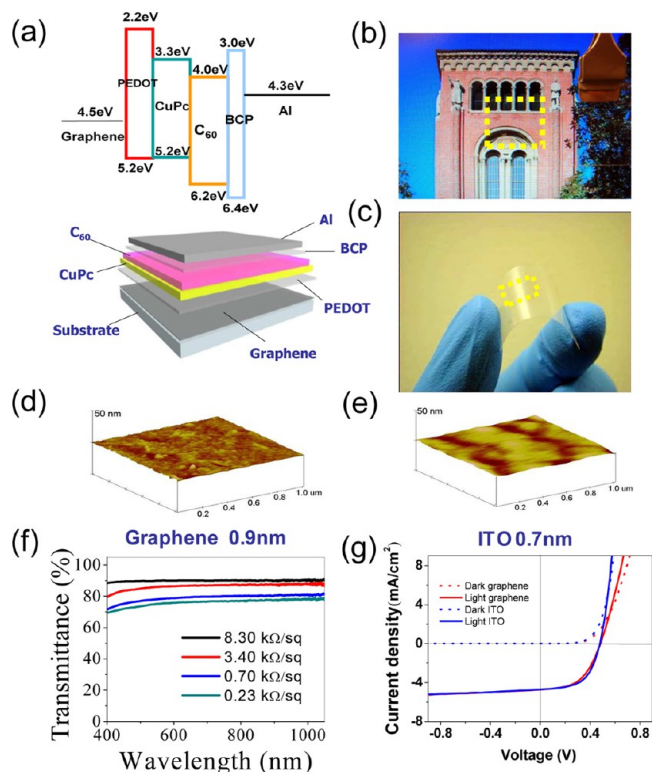 (a)
2.2eV
PEDOT
3.3eV
CuPc
4.0eV
C60
3.0eV
BCP
4.3eV
Al
4.5eV
Graphene
5.2eV
5.2eV
6.2eV
6.4eV
C60
CuPc
Substrate
Al
BCP
PEDOT
Graphene
(b)
(c)
(d)
50 nm
0.2 0.4 0.6 0.8 1.0 um
(e)
50 nm
0.2 0.4 0.6 0.8 1.0 um
(f) Graphene 0.9nm
Transmittance (%)
100
80
60
40
20
0
8.30 kΩ/sq
3.40 kΩ/sq
0.70 kΩ/sq
0.23 kΩ/sq
400 600 800 1000
Wavelength (nm)
ITO 0.7nm (g)
Current density(mA/cm²)
8
4
0
-4
-8
Dark graphene
Light graphene
Dark ITO
Light ITO
0.0 0.4 0.8
Voltage (V)